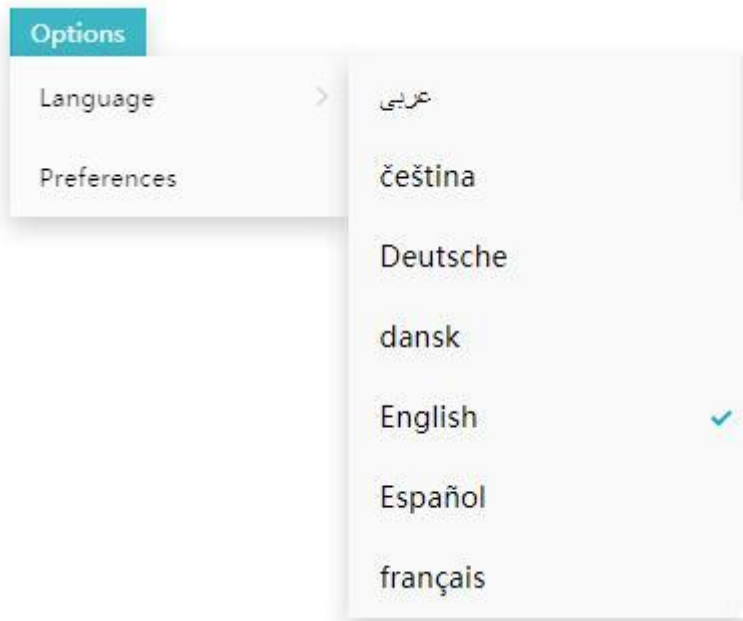 Options
Language
Preferences
عربى
čeština
Deutsche
dansk
English
Español
français